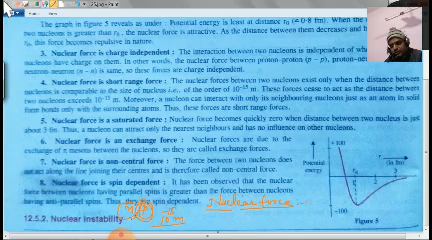 25.jpg - Paint
The graph in figure 5 reveals as under : Potential energy is least at distance r₀ (≈ 0·8 fm). When the
two nucleons is greater than r₀, the nuclear force is attractive. As the distance between them decreases and
r₀, this force becomes repulsive in nature.
3. Nuclear force is charge independent : The interaction between two nucleons is independent of
nucleons have charge on them. In other words, the nuclear force between proton-proton (p – p), proton-
neutron-neutron (n – n) is same, so these forces are charge independent.
4. Nuclear force is short range force : The nuclear forces between two nucleons exist only when the distance between
nucleons is comparable as the size of nucleus i.e., of the order of 10⁻¹⁵ m. These forces cease to act as the distance between
two nucleons exceeds 10⁻¹⁵ m. Moreover, a nucleon can interact with only its neighbouring nucleons just as an atom in solid
form bonds only with the surrounding atoms. Thus, these forces are short range forces.
5. Nuclear force is a saturated force : Nuclear force becomes quickly zero when distance between two nucleon is just
about 3 fm. Thus, a nucleon can attract only the nearest neighbours and has no influence on other nucleons.
6. Nuclear force is an exchange force : Nuclear forces are due to the
exchange of π mesons between the nucleons, so they are called exchange forces.
7. Nuclear force is non-central force : The force between two nucleons does
not act along the line joining their centres and is therefore called non-central force.
8. Nuclear force is spin dependent : It has been observed that the nuclear
force between nucleons having parallel spins is greater than the force between nucleons
having anti-parallel spins. Thus, they are spin dependent.
Nuclear force
12.5.2. Nuclear instability
10⁻¹⁵ m
+100
Potential
energy
r₀
r
(in fm)
1
2
3
–100
Figure 5